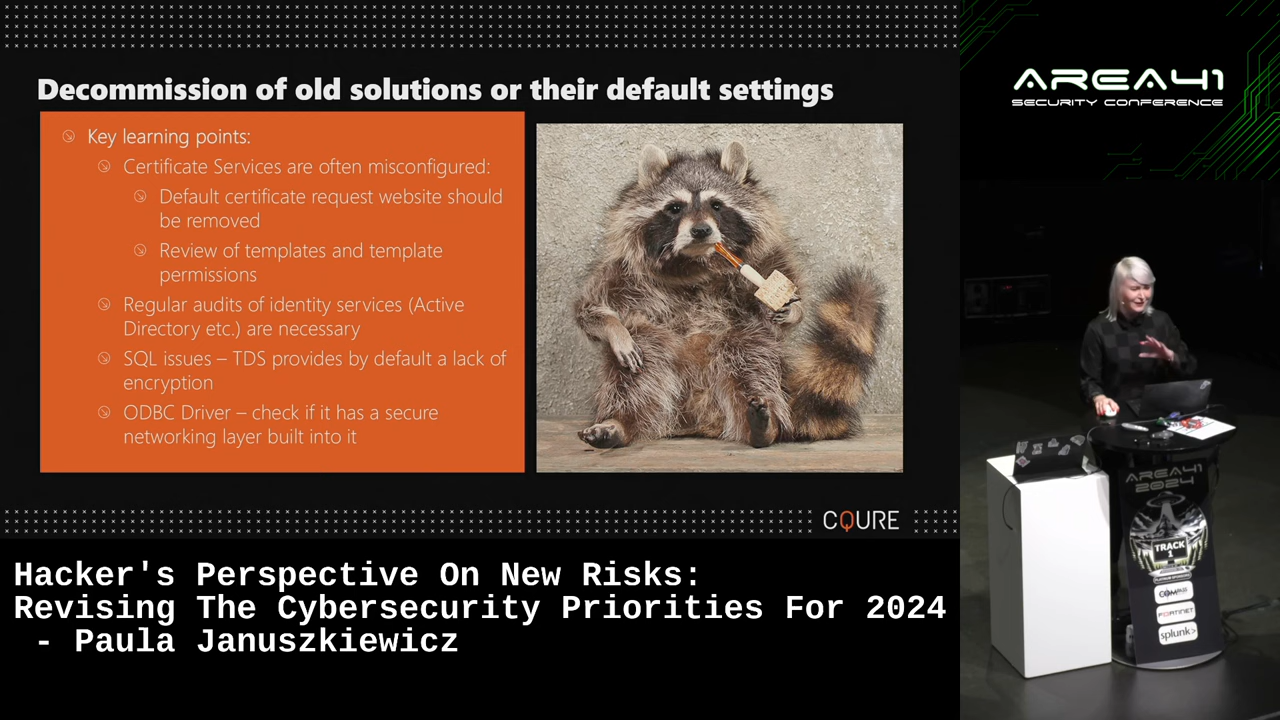 Decommission of old solutions or their default settings
Key learning points:
Certificate Services are often misconfigured:
Default certificate request website should
be removed
Review of templates and template
permissions
Regular audits of identity services (Active
Directory etc.) are necessary
SQL issues – TDS provides by default a lack of
encryption
ODBC Driver – check if it has a secure
networking layer built into it
CQURE
Hacker's Perspective On New Risks:
Revising The Cybersecurity Priorities For 2024
- Paula Januszkiewicz
AREA41
SECURITY CONFERENCE
AREA41
2024
TRACK
1
PLATINUM SPONSORS
COMPASS
FORTINET
splunk>